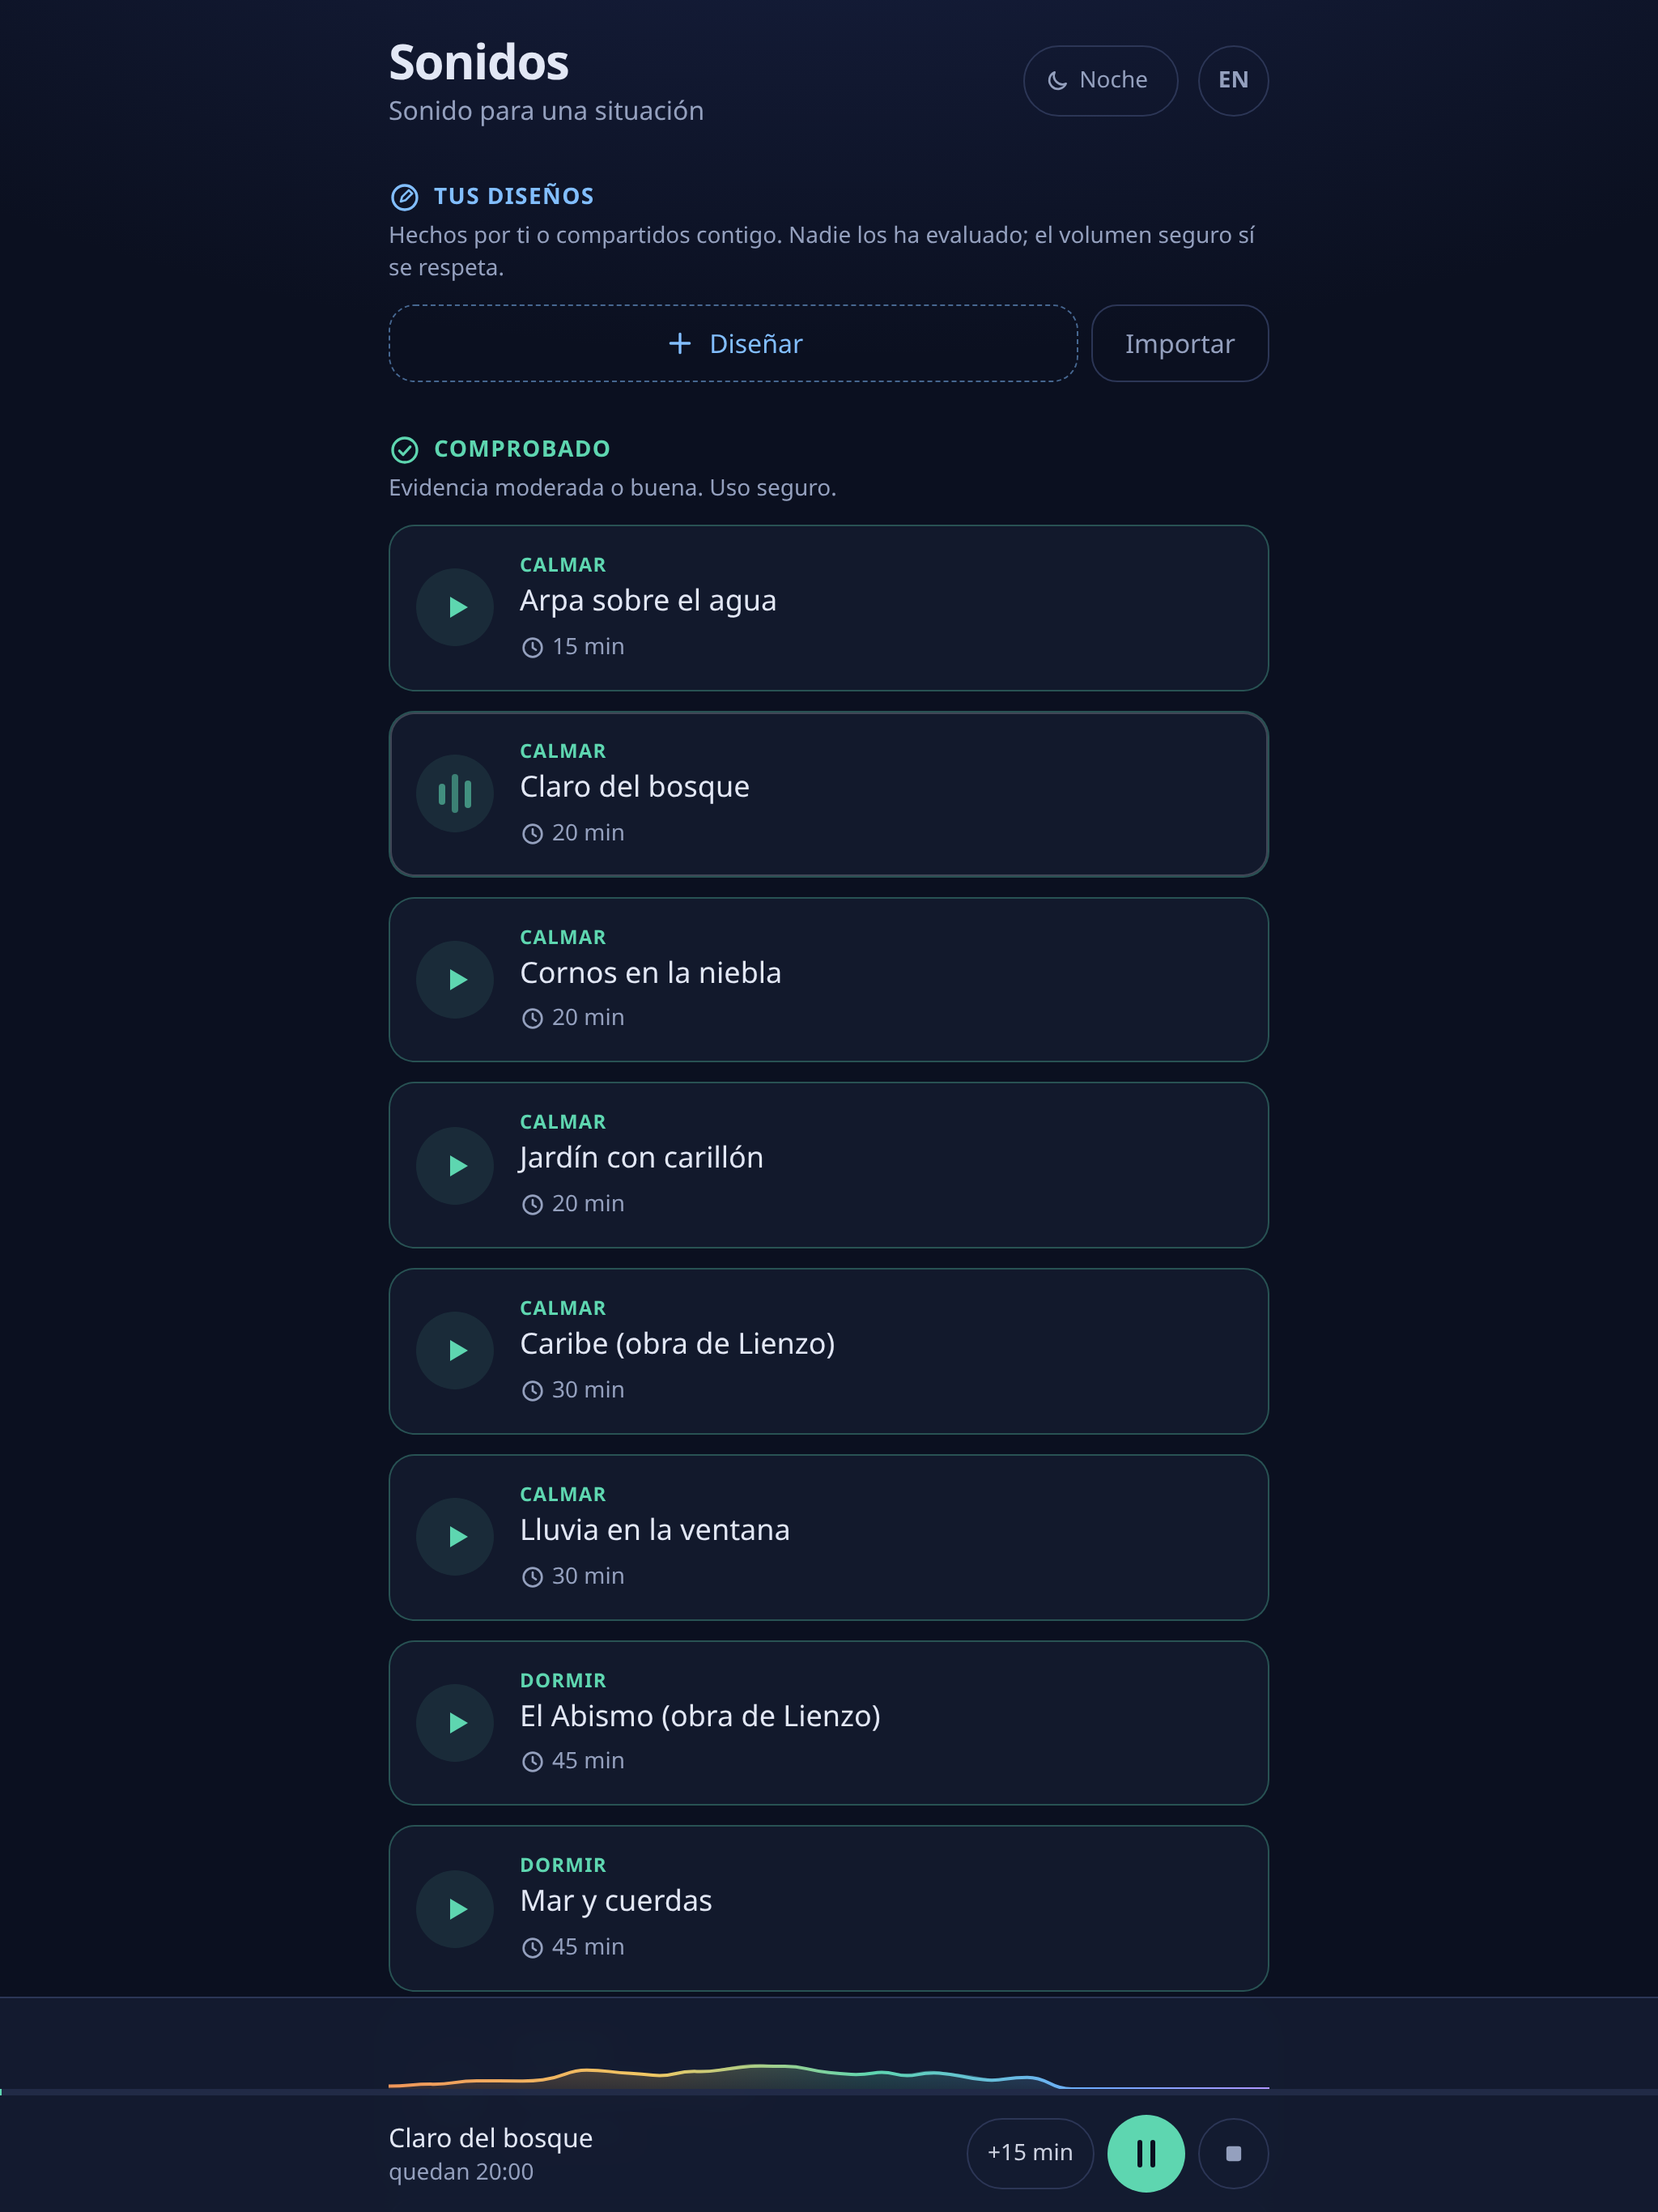 Sonidos
Sonido para una situación
Noche
EN
TUS DISEÑOS
Hechos por ti o compartidos contigo. Nadie los ha evaluado; el volumen seguro sí
se respeta.
Diseñar
Importar
COMPROBADO
Evidencia moderada o buena. Uso seguro.
CALMAR
Arpa sobre el agua
15 min
CALMAR
Claro del bosque
20 min
CALMAR
Cornos en la niebla
20 min
CALMAR
Jardín con carillón
20 min
CALMAR
Caribe (obra de Lienzo)
30 min
CALMAR
Lluvia en la ventana
30 min
DORMIR
El Abismo (obra de Lienzo)
45 min
DORMIR
Mar y cuerdas
45 min
Claro del bosque
quedan 20:00
+15 min